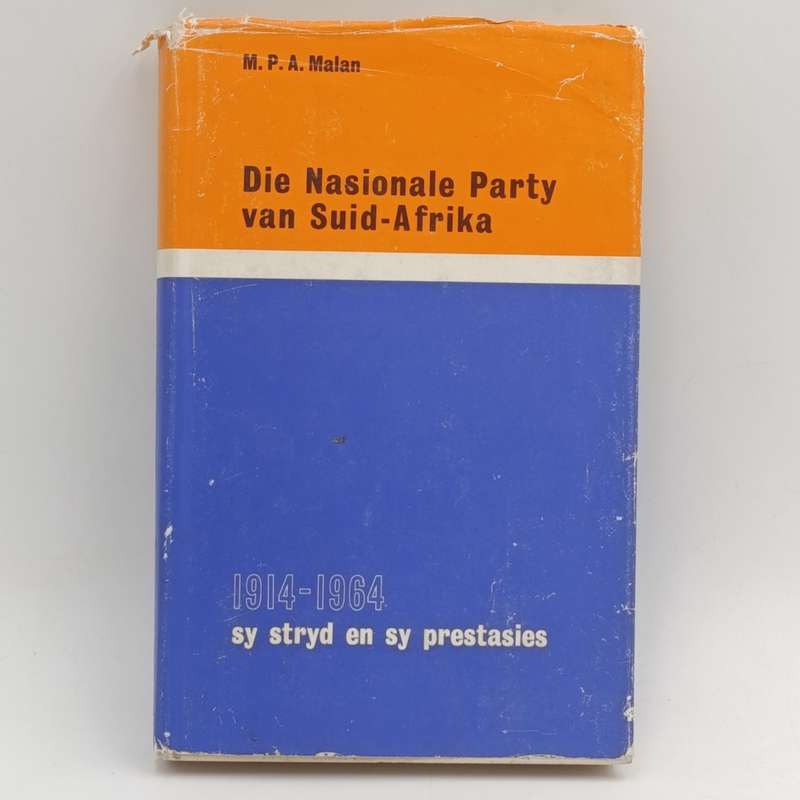 M. P. A. Malan
Die Nasionale Party
van Suid-Afrika
1914-1964
sy stryd en sy prestasies